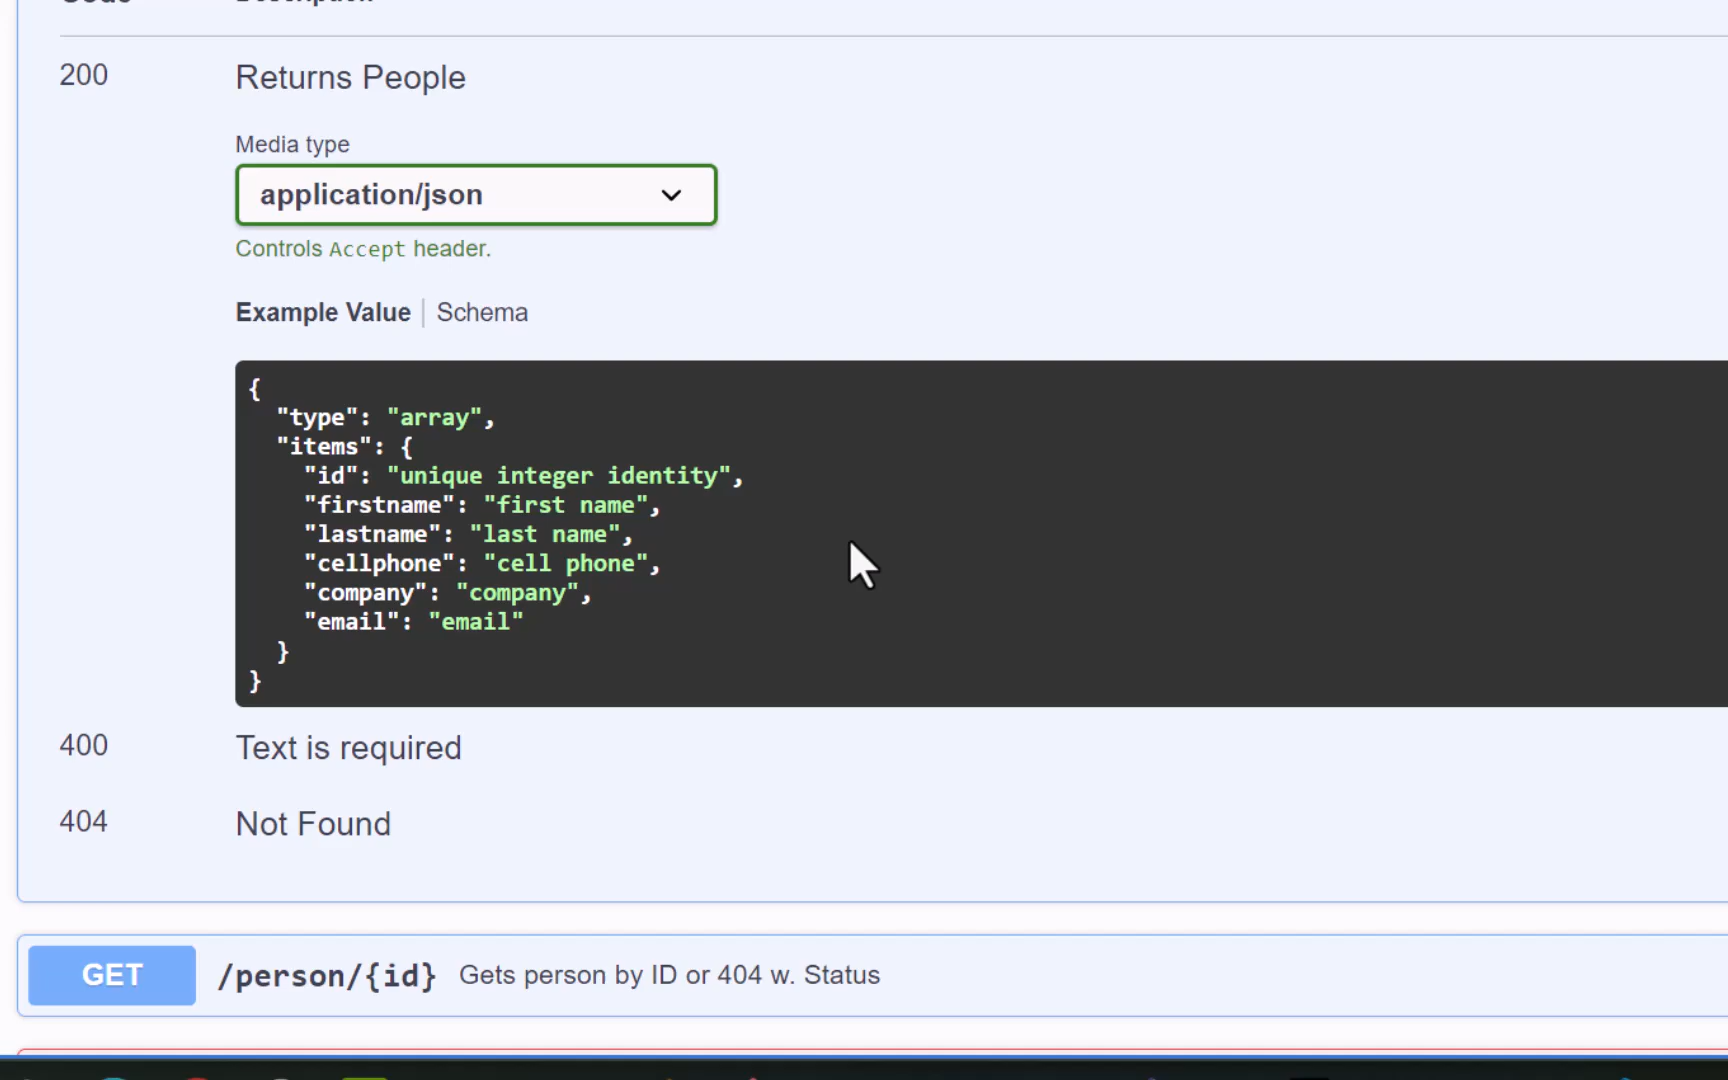 Code Description
200 Returns People
Media type
application/json
Controls Accept header.
Example Value | Schema
{
"type": "array",
"items": {
"id": "unique integer identity",
"firstname": "first name",
"lastname": "last name",
"cellphone": "cell phone",
"company": "company",
"email": "email"
}
}
400 Text is required
404 Not Found
GET /person/{id} Gets person by ID or 404 w. Status